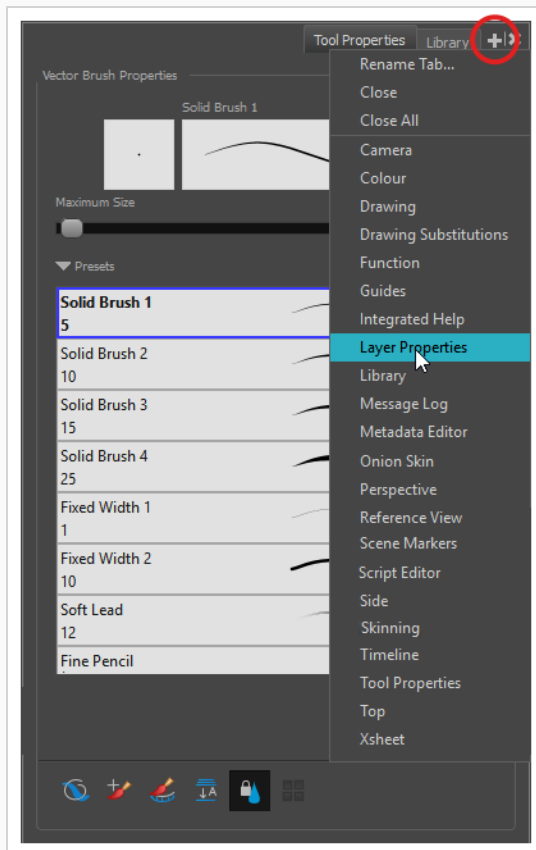 Tool Properties Library
Vector Brush Properties
Solid Brush 1
Maximum Size
Presets
Solid Brush 1
5
Solid Brush 2
10
Solid Brush 3
15
Solid Brush 4
25
Fixed Width 1
1
Fixed Width 2
10
Soft Lead
12
Fine Pencil
Rename Tab...
Close
Close All
Camera
Colour
Drawing
Drawing Substitutions
Function
Guides
Integrated Help
Layer Properties
Library
Message Log
Metadata Editor
Onion Skin
Perspective
Reference View
Scene Markers
Script Editor
Side
Skinning
Timeline
Tool Properties
Top
Xsheet
A